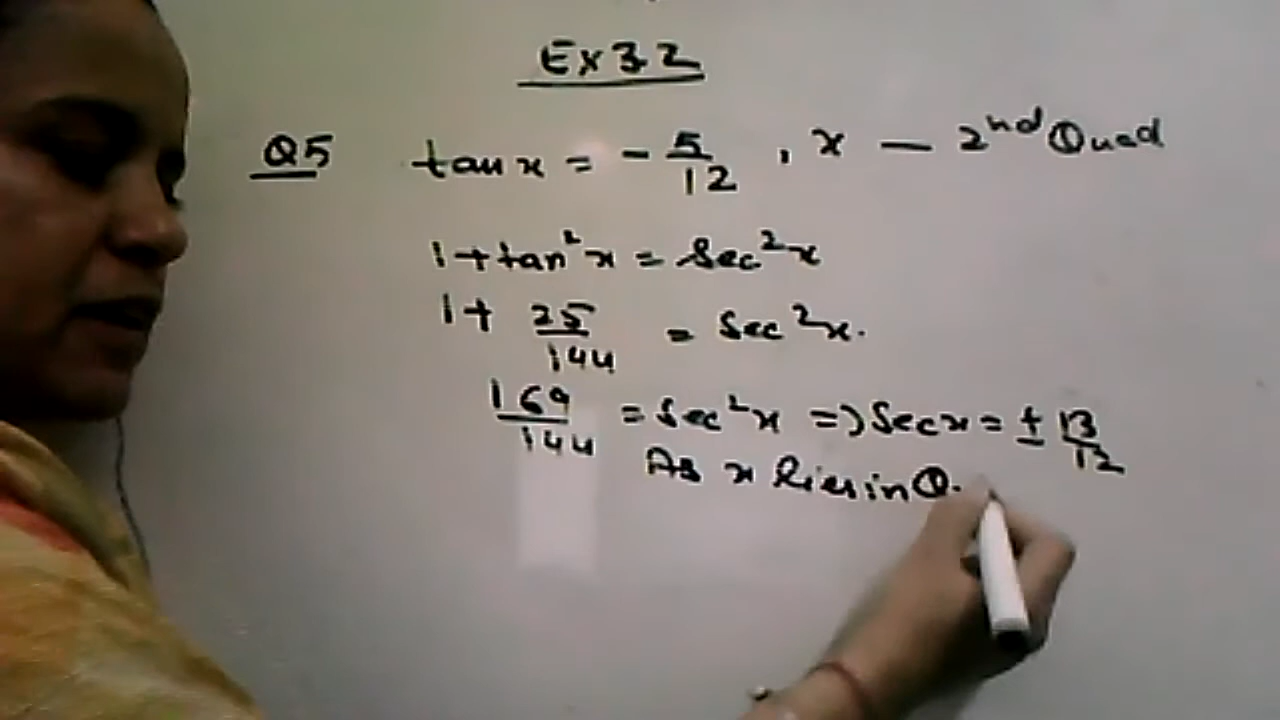 Ex 3.2
Q5 tan x = - 5/12 , x — 2nd Quad
1 + tan²x = Sec²x
1 + 25/144 = Sec²x.
169/144 = Sec²x => Sec x = ± 13/12
As x lies in Q.